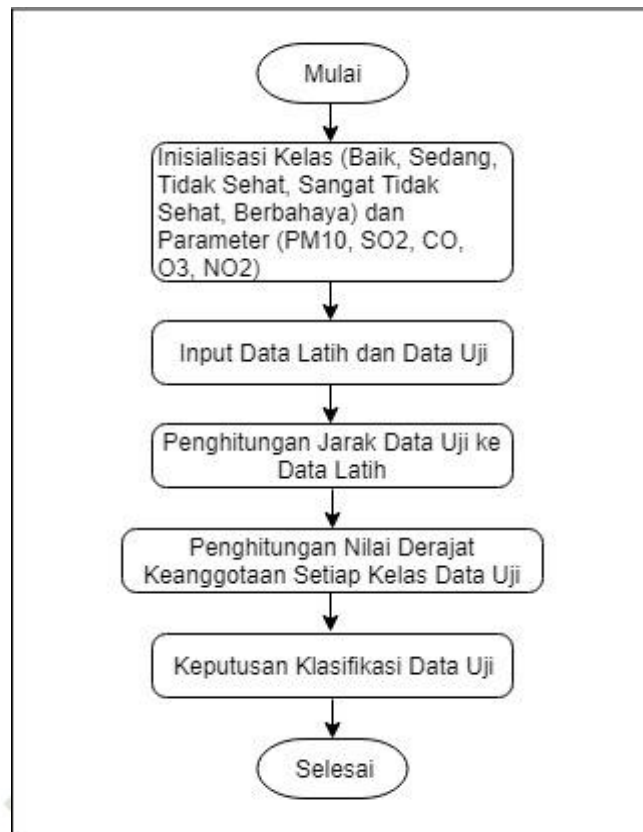 Mulai
Inisialisasi Kelas (Baik, Sedang,
Tidak Sehat, Sangat Tidak
Sehat, Berbahaya) dan
Parameter (PM10, SO2, CO,
O3, NO2)
Input Data Latih dan Data Uji
Penghitungan Jarak Data Uji ke
Data Latih
Penghitungan Nilai Derajat
Keanggotaan Setiap Kelas Data Uji
Keputusan Klasifikasi Data Uji
Selesai